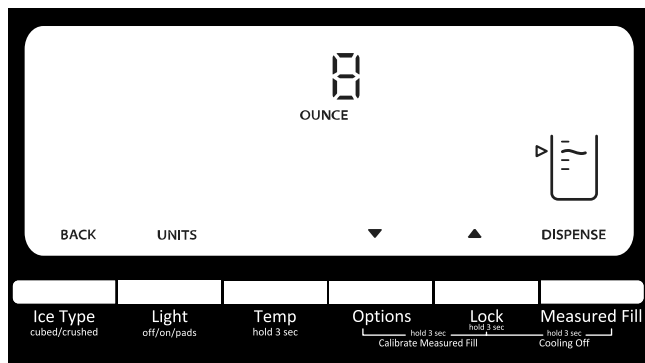 8
OUNCE
BACK UNITS ▼ ▲ DISPENSE
Ice Type Light Temp Options Lock Measured Fill
cubed/crushed off/on/pads hold 3 sec hold 3 sec hold 3 sec hold 3 sec
Calibrate Measured Fill Cooling Off